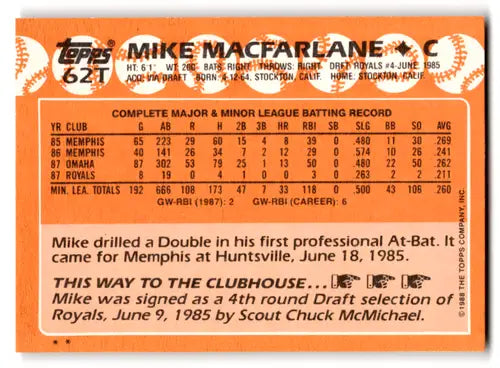 Topps
62T
MIKE MACFARLANE ✦ C
HT: 6'1" WT: 200 BATS: RIGHT THROWS: RIGHT DRFT: ROYALS #4-JUNE, 1985
ACQ: VIA DRAFT BORN: 4-12-64, STOCKTON, CALIF. HOME: STOCKTON, CALIF.
COMPLETE MAJOR & MINOR LEAGUE BATTING RECORD
YR CLUB G AB R H 2B 3B HR RBI SB SLG BB SO AVG
85 MEMPHIS 65 223 29 60 15 4 8 39 0 .480 11 30 .269
86 MEMPHIS 40 141 26 34 7 2 12 29 0 .574 10 26 .241
87 OMAHA 87 302 53 79 25 1 13 50 0 .480 22 50 .262
87 ROYALS 8 19 0 4 1 0 0 3 0 .263 2 2 .211
MIN. LEA. TOTALS 192 666 108 173 47 7 33 118 0 .500 43 106 .260
GW-RBI (1987): 2 GW-RBI (CAREER): 6
Mike drilled a Double in his first professional At-Bat. It
came for Memphis at Huntsville, June 18, 1985.
THIS WAY TO THE CLUBHOUSE...
Mike was signed as a 4th round Draft selection of
Royals, June 9, 1985 by Scout Chuck McMichael.
* *
© 1988 THE TOPPS COMPANY, INC.